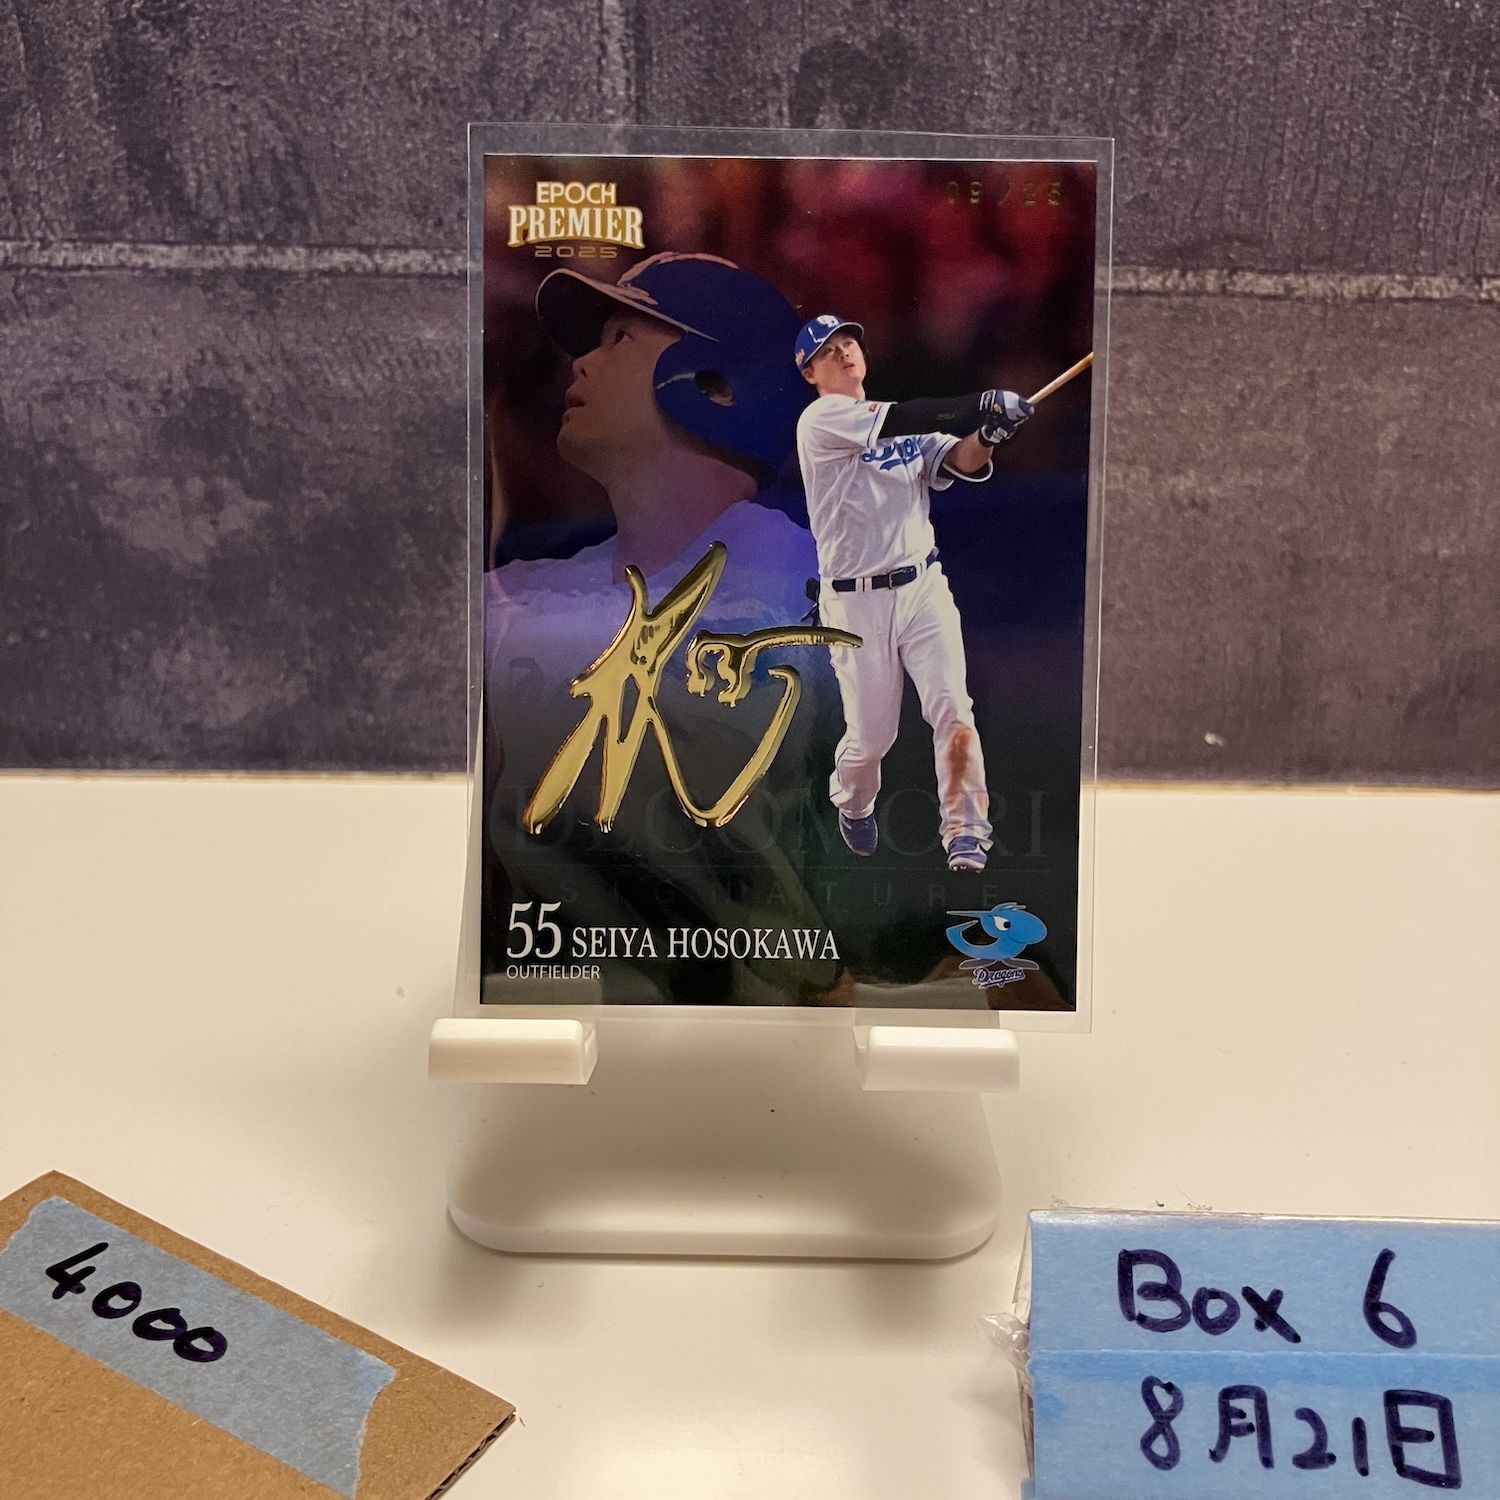 EPOCH
PREMIER
2025
09/25
Dragons
DECOMORI
SIGNATURE
55 SEIYA HOSOKAWA
OUTFIELDER
Dragons
4000
Box 6
8月21日